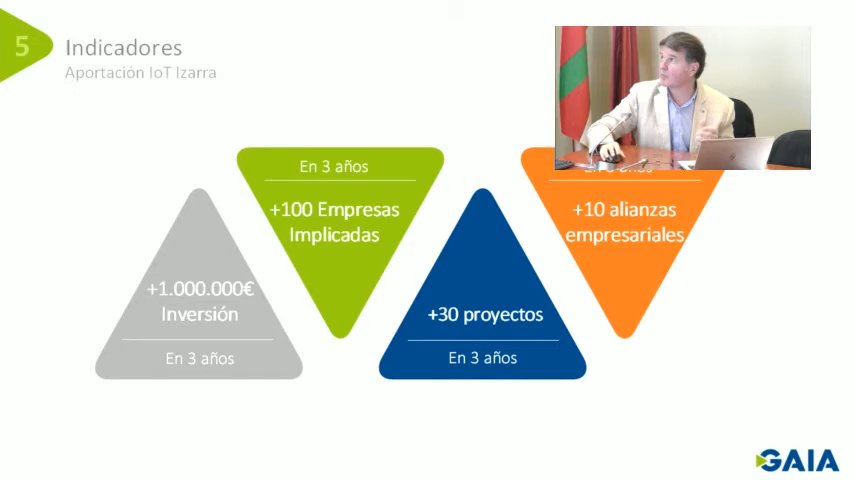 5
Indicadores
Aportación IoT Izarra
En 3 años
+100 Empresas
Implicadas
+10 alianzas
empresariales
+1.000.000€
Inversión
En 3 años
+30 proyectos
En 3 años
GAIA